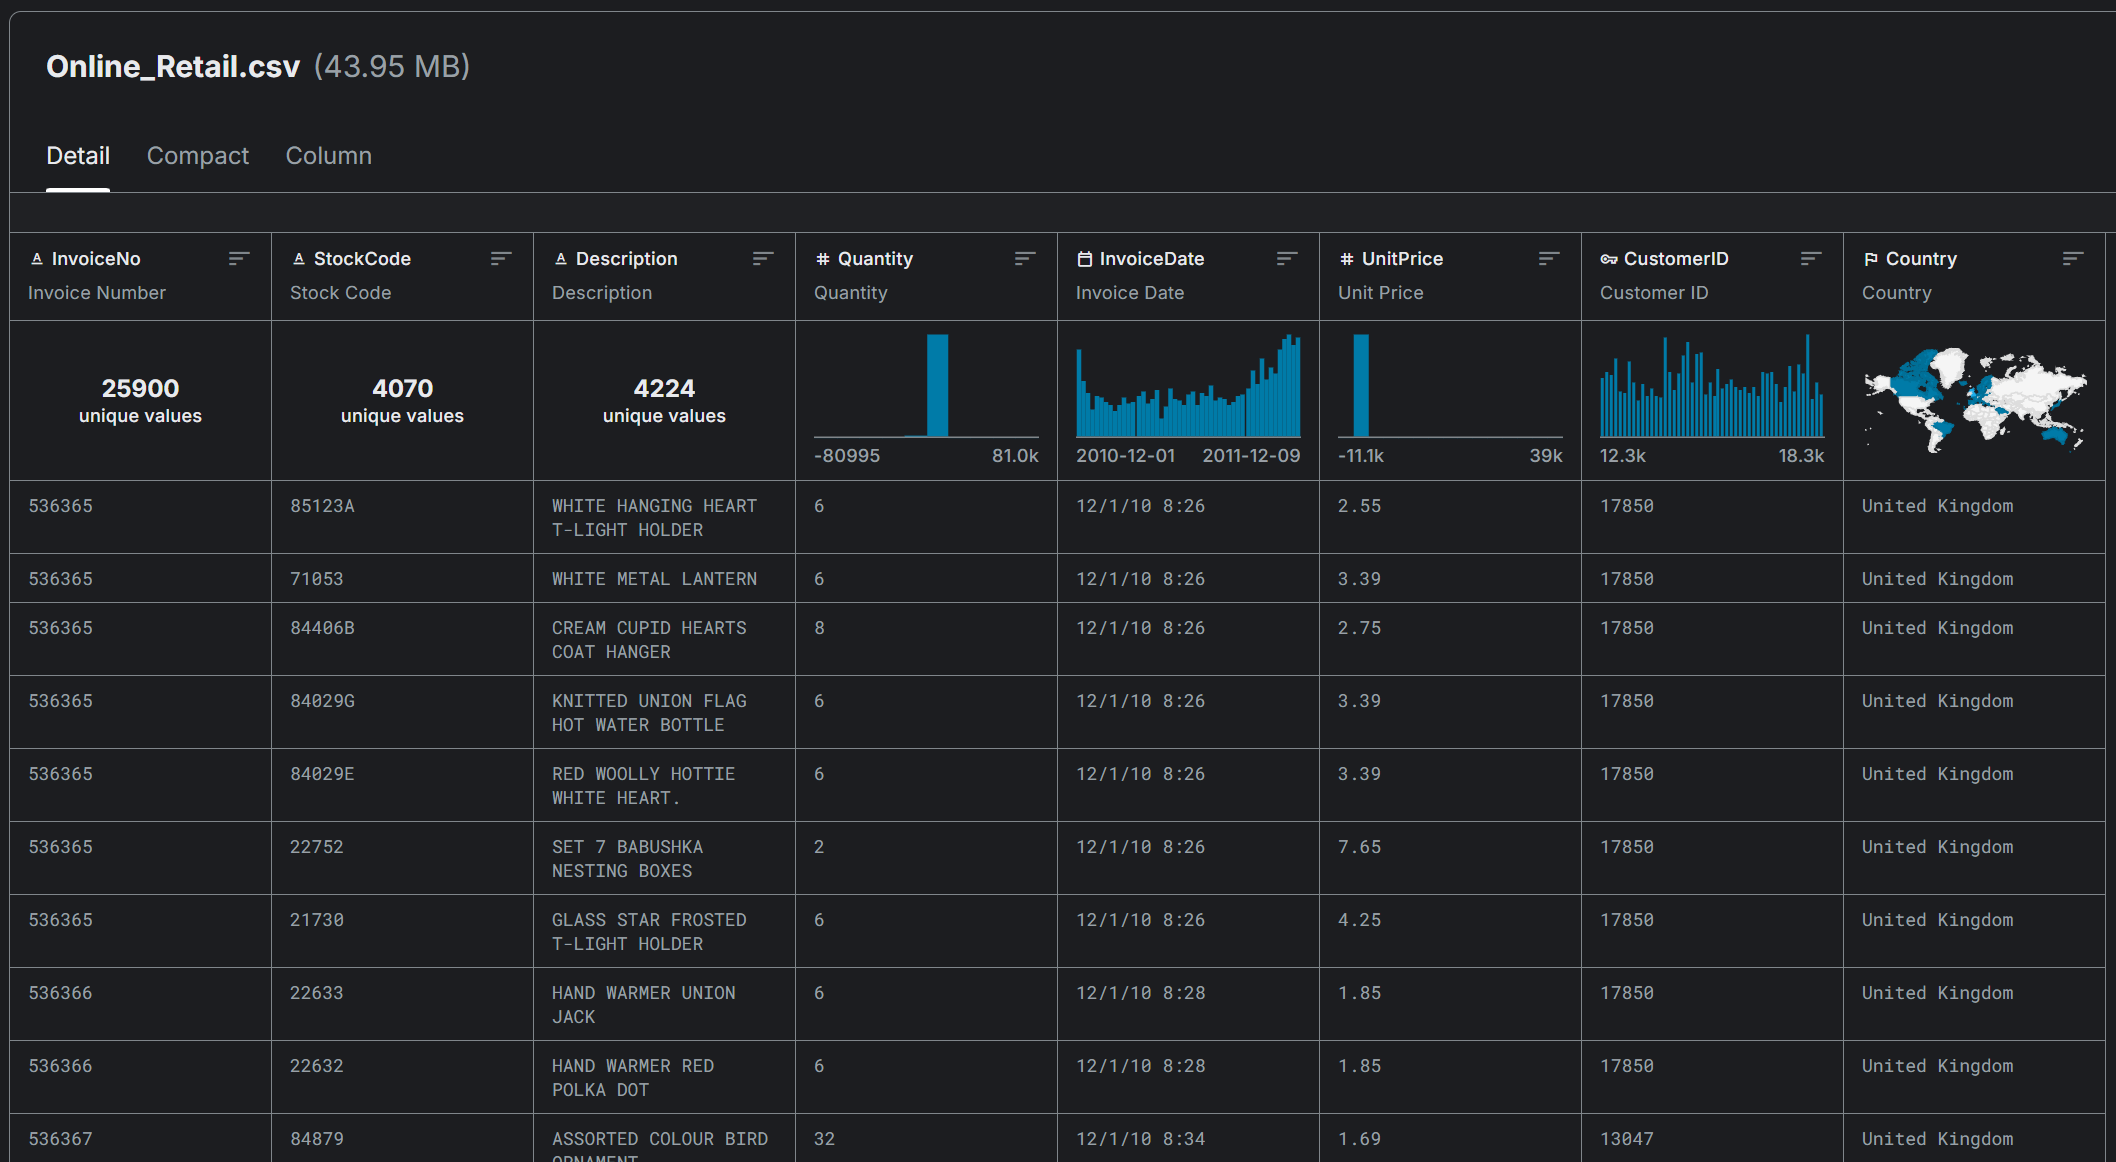 Online_Retail.csv (43.95 MB)
Detail Compact Column
InvoiceNo StockCode Description Quantity InvoiceDate UnitPrice CustomerID Country
Invoice Number Stock Code Description Quantity Invoice Date Unit Price Customer ID Country
25900 4070 4224
unique values unique values unique values
-80995 81.0k 2010-12-01 2011-12-09 -11.1k 39k 12.3k 18.3k
536365 85123A WHITE HANGING HEART 6 12/1/10 8:26 2.55 17850 United Kingdom
T-LIGHT HOLDER
536365 71053 WHITE METAL LANTERN 6 12/1/10 8:26 3.39 17850 United Kingdom
536365 84406B CREAM CUPID HEARTS 8 12/1/10 8:26 2.75 17850 United Kingdom
COAT HANGER
536365 84029G KNITTED UNION FLAG 6 12/1/10 8:26 3.39 17850 United Kingdom
HOT WATER BOTTLE
536365 84029E RED WOOLLY HOTTIE 6 12/1/10 8:26 3.39 17850 United Kingdom
WHITE HEART.
536365 22752 SET 7 BABUSHKA 2 12/1/10 8:26 7.65 17850 United Kingdom
NESTING BOXES
536365 21730 GLASS STAR FROSTED 6 12/1/10 8:26 4.25 17850 United Kingdom
T-LIGHT HOLDER
536366 22633 HAND WARMER UNION 6 12/1/10 8:28 1.85 17850 United Kingdom
JACK
536366 22632 HAND WARMER RED 6 12/1/10 8:28 1.85 17850 United Kingdom
POLKA DOT
536367 84879 ASSORTED COLOUR BIRD 32 12/1/10 8:34 1.69 13047 United Kingdom
ORNAMENT